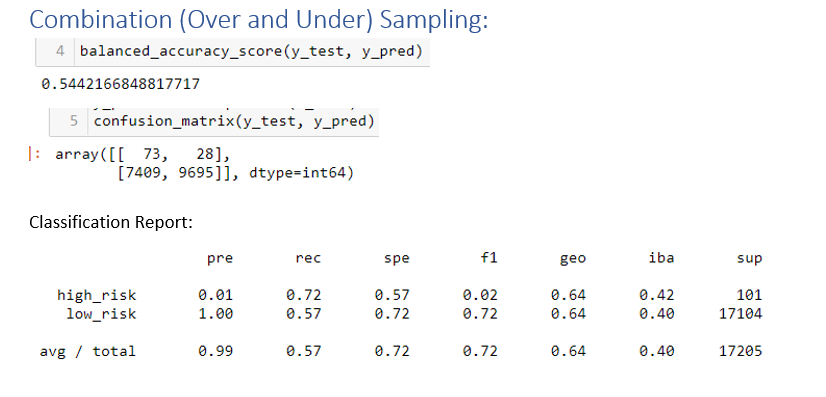 Combination (Over and Under) Sampling:
4 balanced_accuracy_score(y_test, y_pred)
0.5442166848817717
5 confusion_matrix(y_test, y_pred)
]: array([[ 73, 28],
[7409, 9695]], dtype=int64)
Classification Report:
pre rec spe f1 geo iba sup
high_risk 0.01 0.72 0.57 0.02 0.64 0.42 101
low_risk 1.00 0.57 0.72 0.72 0.64 0.40 17104
avg / total 0.99 0.57 0.72 0.72 0.64 0.40 17205